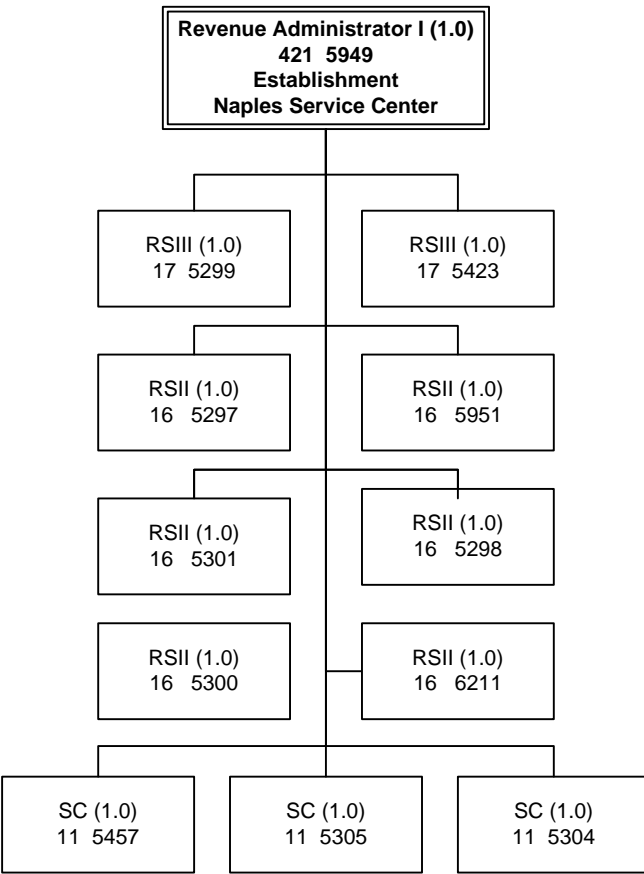 Revenue Administrator I (1.0)
421 5949
Establishment
Naples Service Center
RSIII (1.0)
17 5299
RSIII (1.0)
17 5423
RSII (1.0)
16 5297
RSII (1.0)
16 5951
RSII (1.0)
16 5301
RSII (1.0)
16 5298
RSII (1.0)
16 5300
RSII (1.0)
16 6211
SC (1.0)
11 5457
SC (1.0)
11 5305
SC (1.0)
11 5304